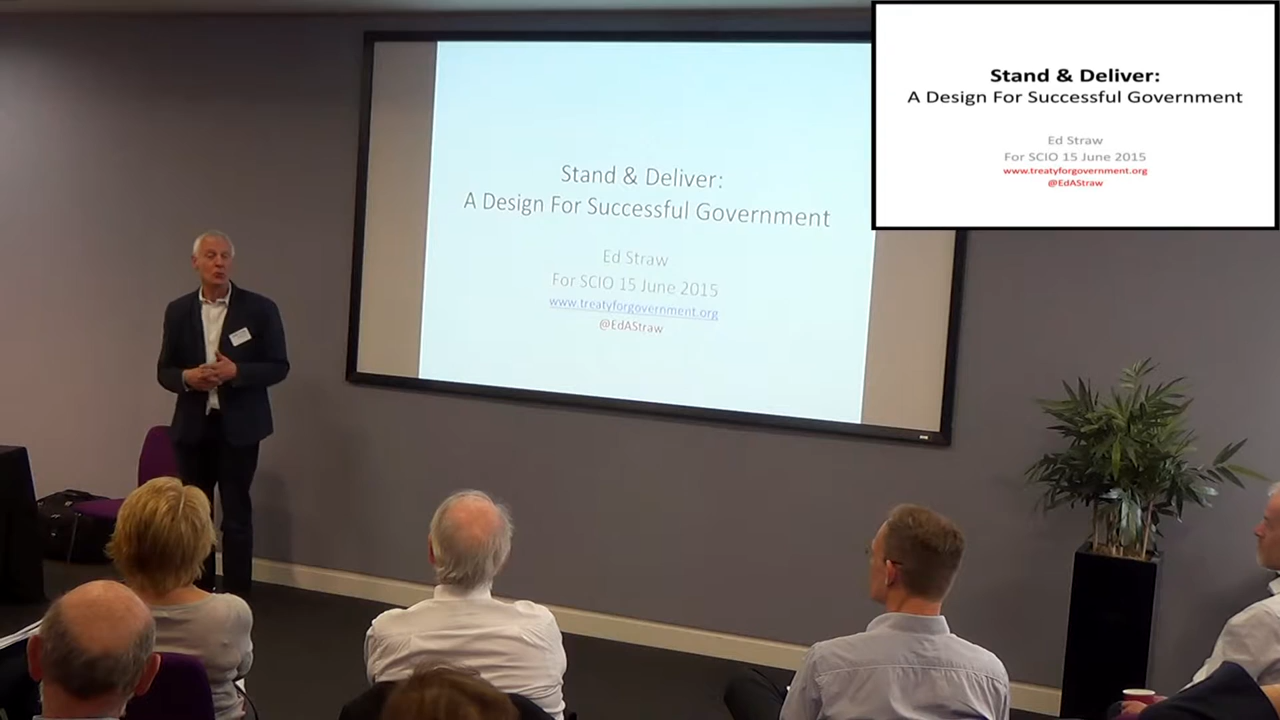 Stand & Deliver:
A Design For Successful Government
Ed Straw
For SCIO 15 June 2015
www.treatyforgovernment.org
@EdAStraw
Stand & Deliver:
A Design For Successful Government
Ed Straw
For SCIO 15 June 2015
www.treatyforgovernment.org
@EdAStraw